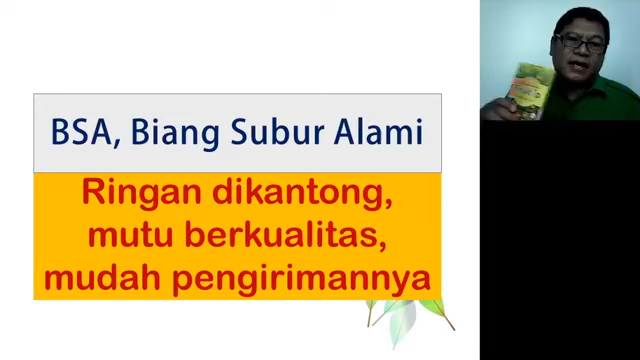 BSA, Biang Subur Alami
Ringan dikantong,
mutu berkualitas,
mudah pengirimannya